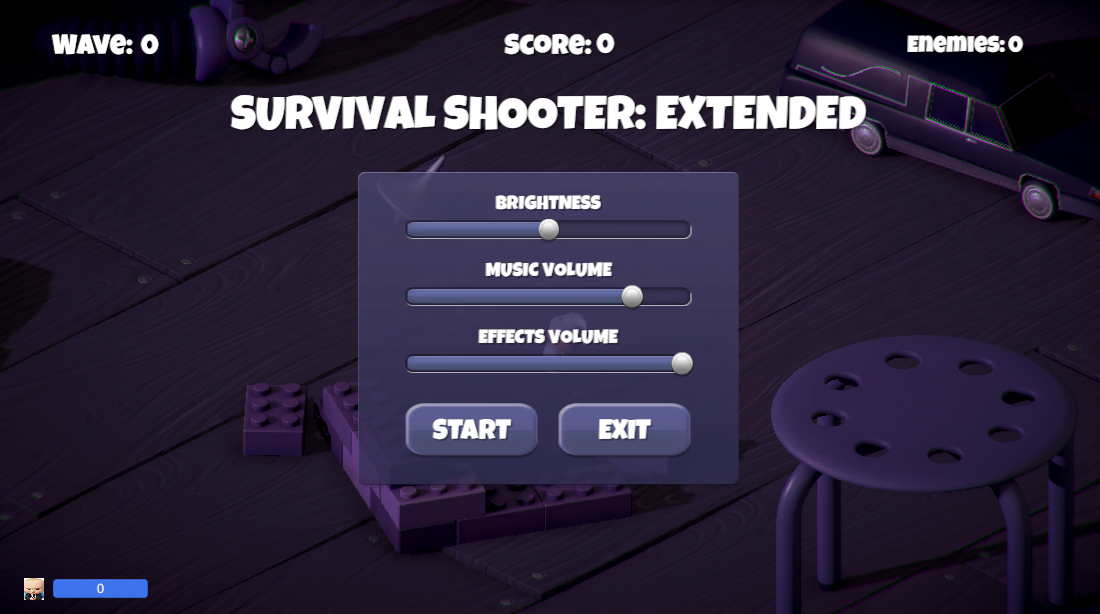 Wave: 0
Score: 0
Enemies: 0
SURVIVAL SHOOTER: EXTENDED
BRIGHTNESS
MUSIC VOLUME
EFFECTS VOLUME
START EXIT
0